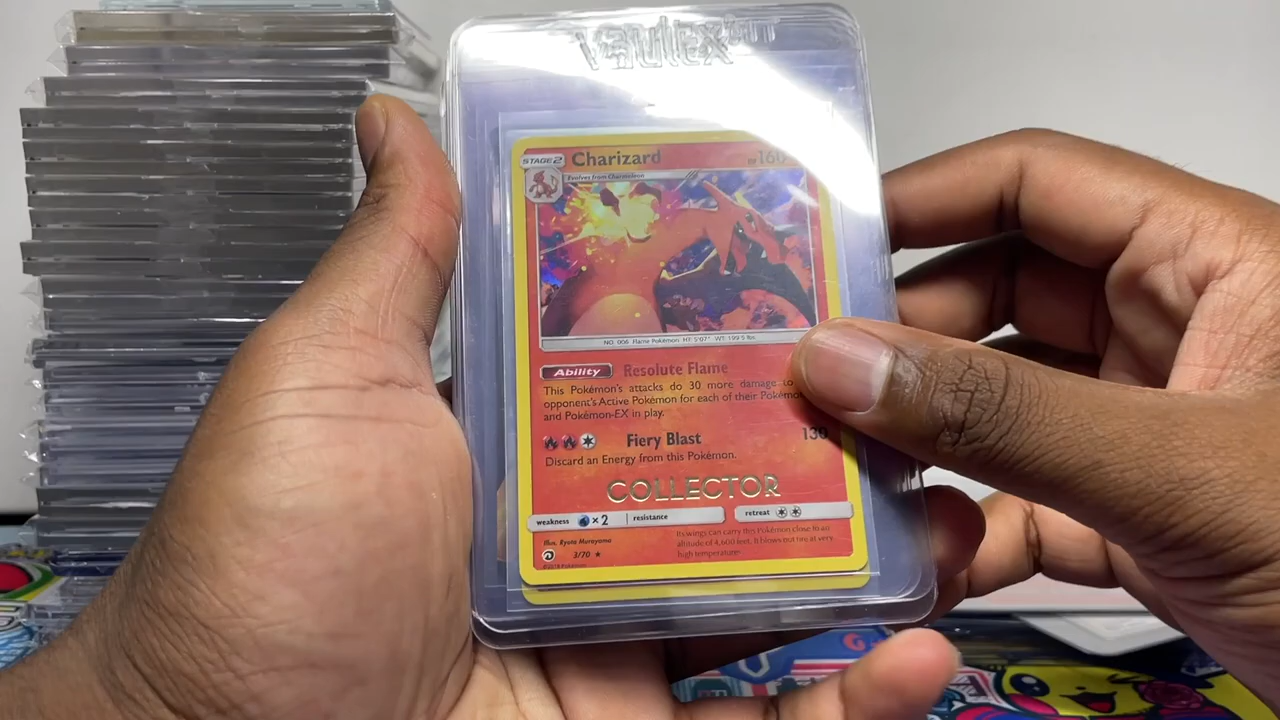 Vaulex
STAGE 2 Charizard HP 160
Evolves from Charmeleon
NO. 006 Flame Pokémon HT: 5'07" WT: 199.5 lbs
Ability Resolute Flame
This Pokémon's attacks do 30 more damage to
opponent's Active Pokémon for each of their Pokémon
and Pokémon-EX in play.
Fiery Blast 130
Discard an Energy from this Pokémon.
COLLECTOR
weakness ×2 resistance retreat
Illus. Kyota Murayama
3/70 ★
Its wings can carry this Pokémon close to an
altitude of 4,600 feet. It blows out fire at very
high temperature.